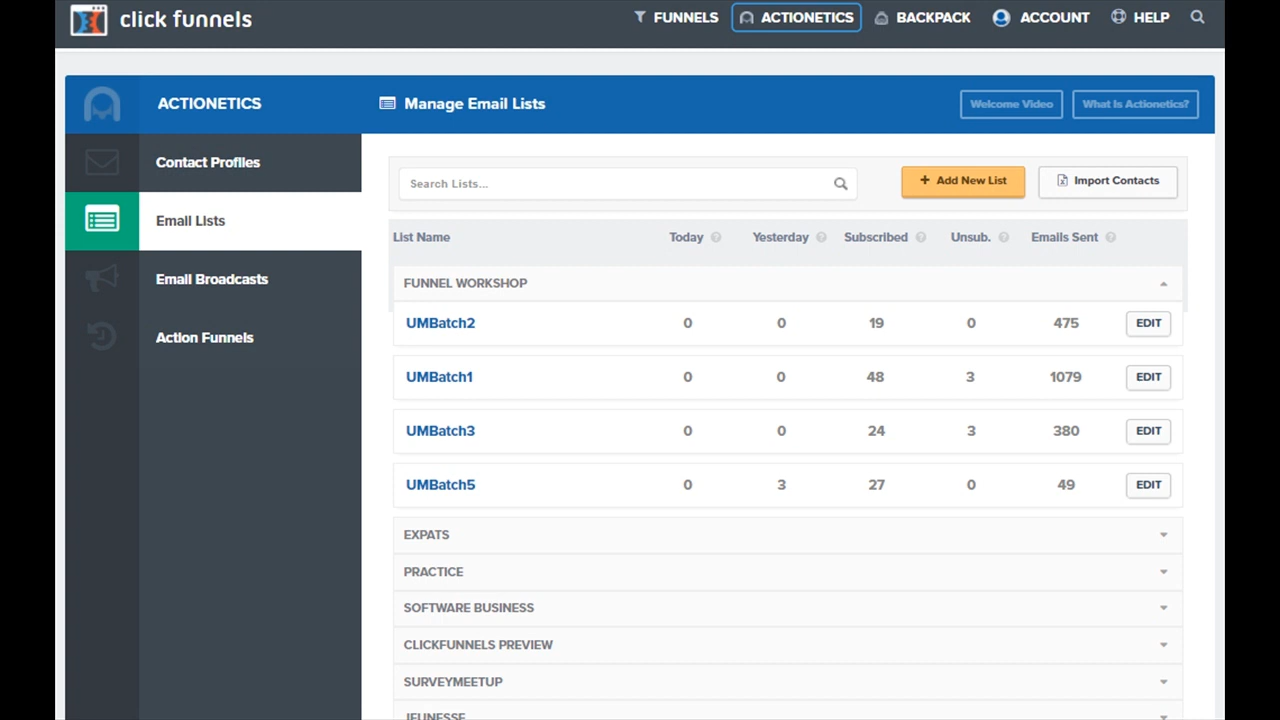 click funnels
FUNNELS ACTIONETICS BACKPACK ACCOUNT HELP
ACTIONETICS Manage Email Lists Welcome Video What Is Actionetics?
Contact Profiles
Email Lists
Email Broadcasts
Action Funnels
Search Lists... + Add New List Import Contacts
List Name Today ? Yesterday ? Subscribed ? Unsub. ? Emails Sent ?
FUNNEL WORKSHOP
UMBatch2 0 0 19 0 475 EDIT
UMBatch1 0 0 48 3 1079 EDIT
UMBatch3 0 0 24 3 380 EDIT
UMBatch5 0 3 27 0 49 EDIT
EXPATS
PRACTICE
SOFTWARE BUSINESS
CLICKFUNNELS PREVIEW
SURVEYMEETUP
JEUNESSE